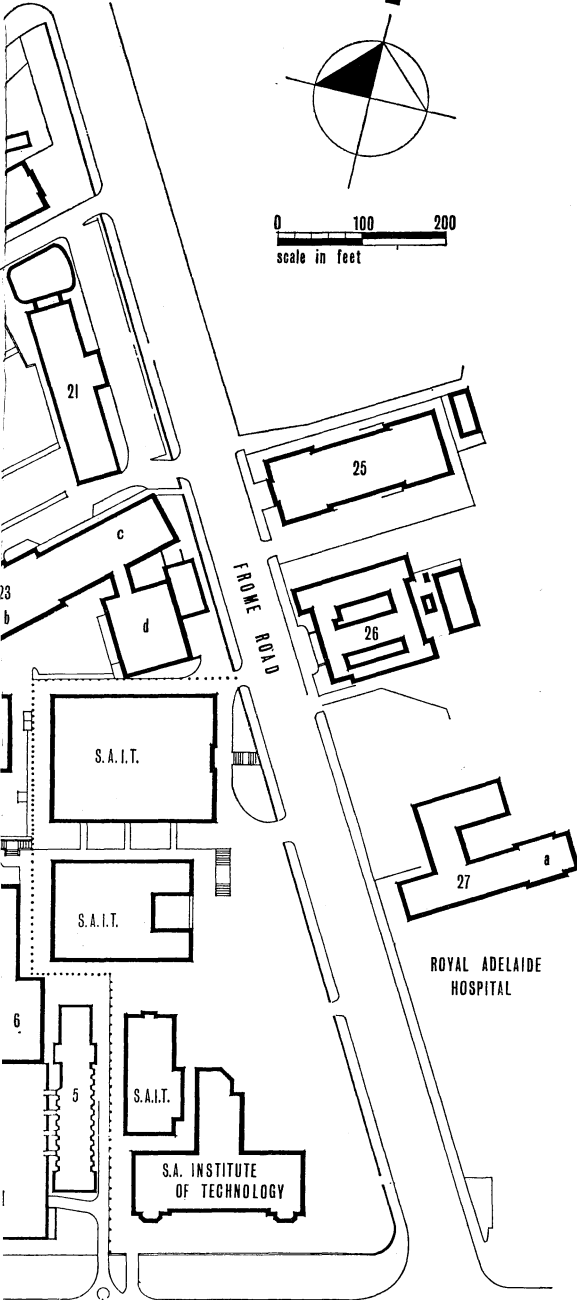 0 100 200
scale in feet
21
25
c
23
b
d
FROME ROAD
26
S.A.I.T.
a
27
S.A.I.T.
ROYAL ADELAIDE
HOSPITAL
6
5
S.A.I.T.
S.A. INSTITUTE
OF TECHNOLOGY